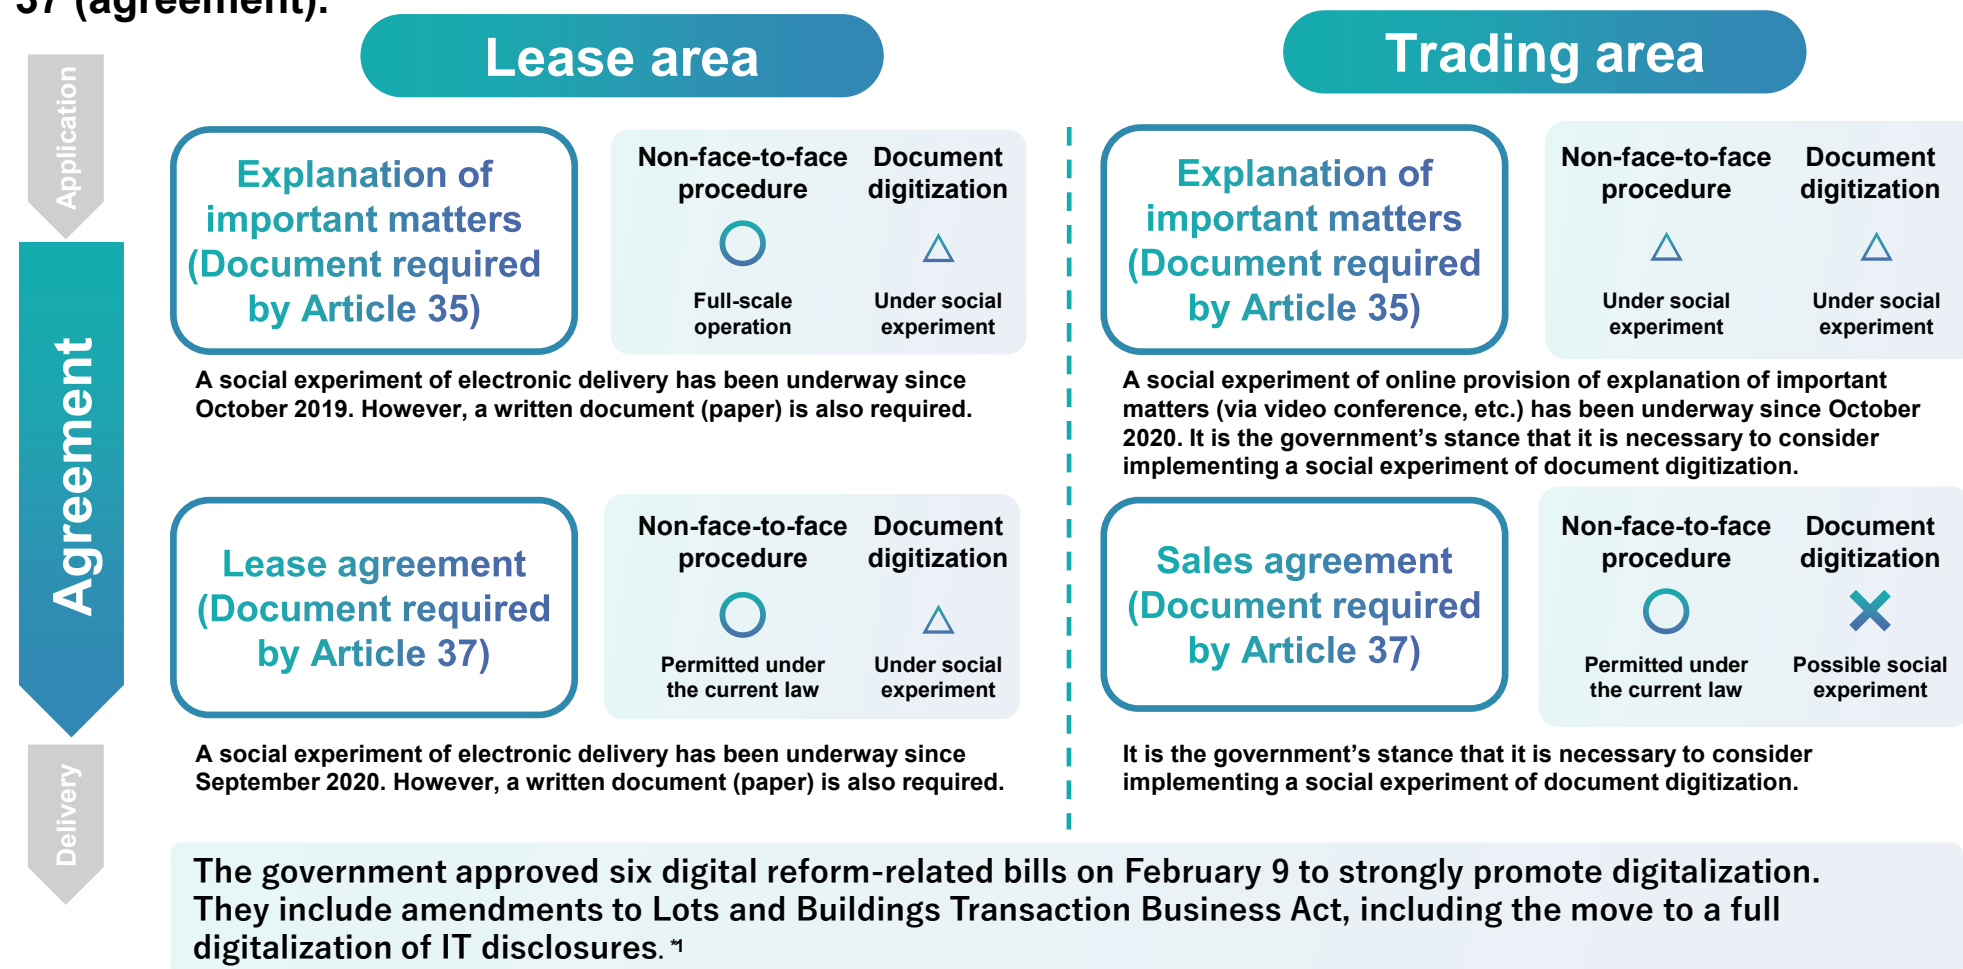 37 (agreement).
Lease area
Trading area
Application
Agreement
Delivery
Explanation of
important matters
(Document required
by Article 35)
Non-face-to-face
procedure
Full-scale
operation
Document
digitization
Under social
experiment
A social experiment of electronic delivery has been underway since
October 2019. However, a written document (paper) is also required.
Lease agreement
(Document required
by Article 37)
Non-face-to-face
procedure
Permitted under
the current law
Document
digitization
Under social
experiment
A social experiment of electronic delivery has been underway since
September 2020. However, a written document (paper) is also required.
Explanation of
important matters
(Document required
by Article 35)
Non-face-to-face
procedure
Under social
experiment
Document
digitization
Under social
experiment
A social experiment of online provision of explanation of important
matters (via video conference, etc.) has been underway since October
2020. It is the government’s stance that it is necessary to consider
implementing a social experiment of document digitization.
Sales agreement
(Document required
by Article 37)
Non-face-to-face
procedure
Permitted under
the current law
Document
digitization
Possible social
experiment
It is the government’s stance that it is necessary to consider
implementing a social experiment of document digitization.
The government approved six digital reform-related bills on February 9 to strongly promote digitalization.
They include amendments to Lots and Buildings Transaction Business Act, including the move to a full
digitalization of IT disclosures. *1